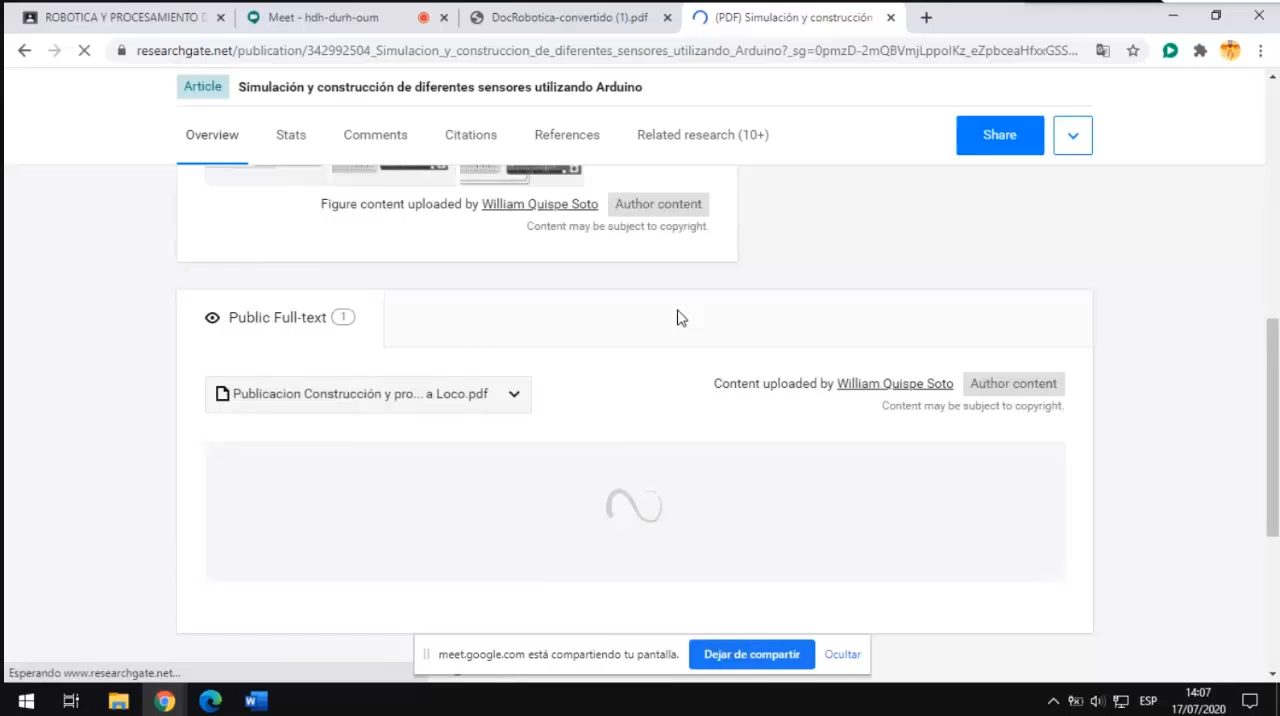 ROBOTICA Y PROCESAMIENTO D
Meet - hdh-durh-oum
DocRobotica-convertido (1).pdf
(PDF) Simulación y construcción
researchgate.net/publication/342992504_Simulacion_y_construccion_de_diferentes_sensores_utilizando_Arduino?_sg=0pmzD-2mQBVmjLppoIKz_eZpbceaHfxxGSS...
Article Simulación y construcción de diferentes sensores utilizando Arduino
Overview Stats Comments Citations References Related research (10+) Share
Figure content uploaded by William Quispe Soto Author content
Content may be subject to copyright.
Public Full-text 1
Publicacion Construcción y pro... a Loco.pdf
Content uploaded by William Quispe Soto Author content
Content may be subject to copyright.
meet.google.com está compartiendo tu pantalla. Dejar de compartir Ocultar
Esperando www.researchgate.net...
ESP
14:07
17/07/2020